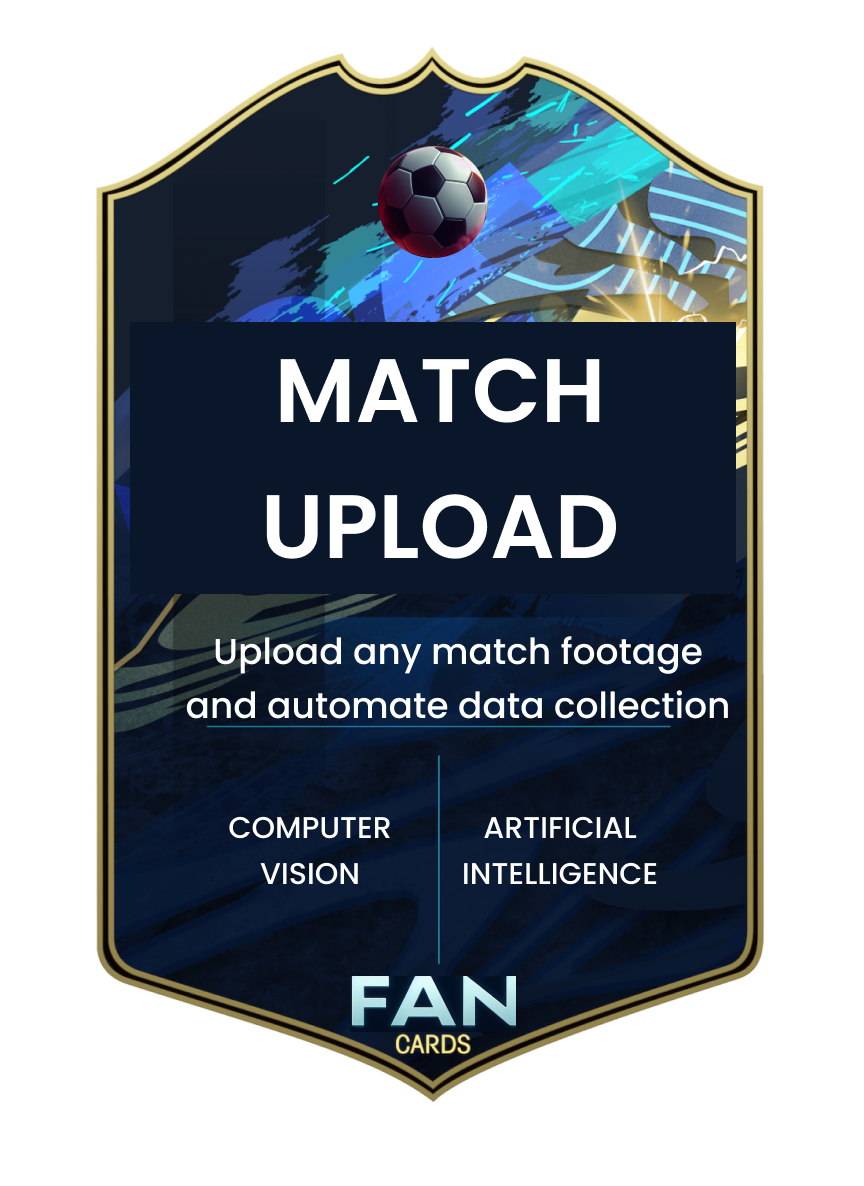 MATCH
UPLOAD
Upload any match footage
and automate data collection
COMPUTER
VISION
ARTIFICIAL
INTELLIGENCE
FAN
CARDS